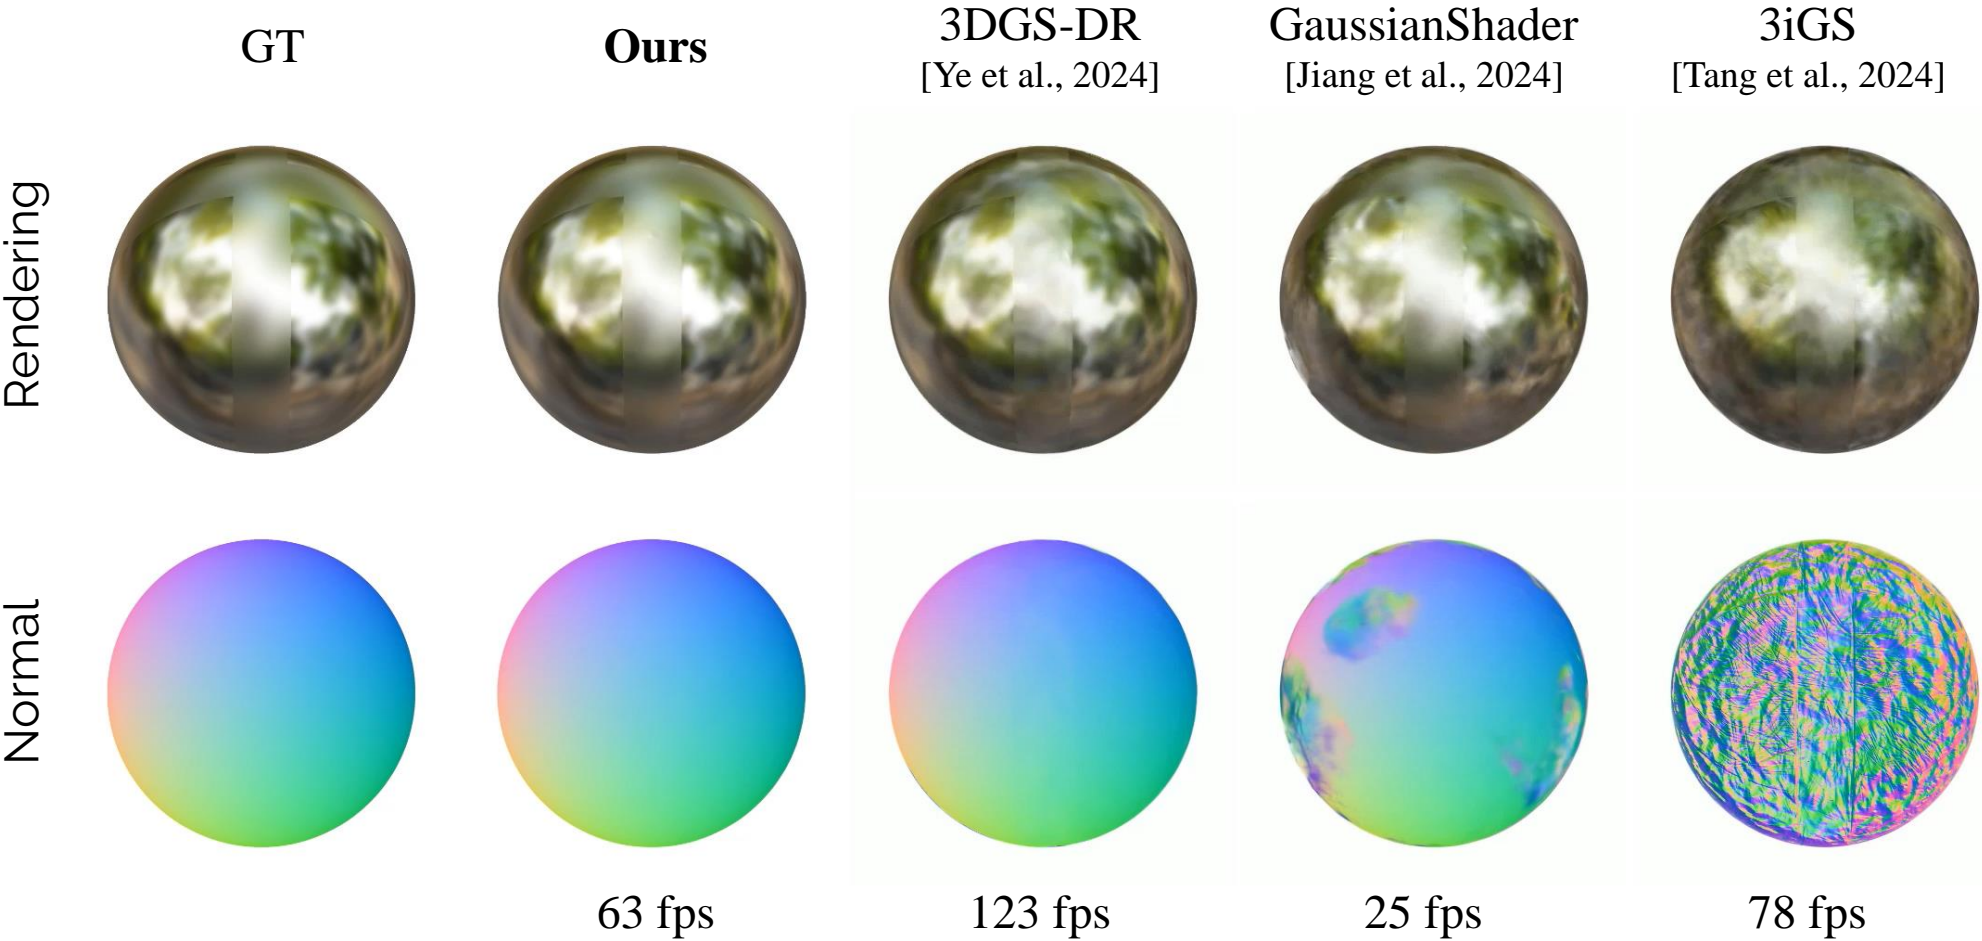 GT
Ours
3DGS-DR
[Ye et al., 2024]
GaussianShader
[Jiang et al., 2024]
3iGS
[Tang et al., 2024]
Rendering
Normal
63 fps
123 fps
25 fps
78 fps